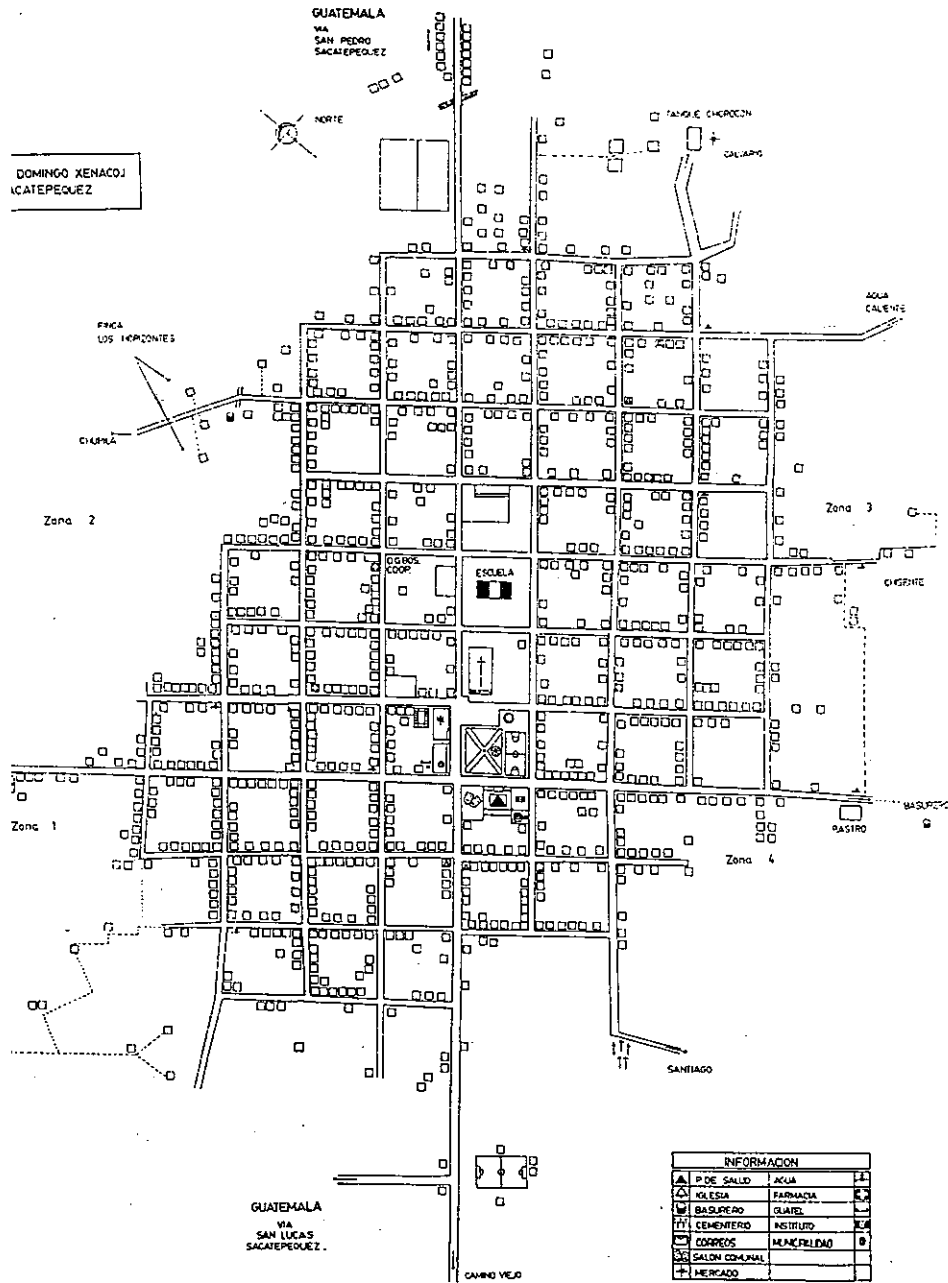 GUATEMALA
VIA
SAN PEDRO
SACATEPEQUEZ
NORTE
TANQUE CHOROCON
CALVARIO
DOMINGO XENACOJ
ACATEPEQUEZ
AGUA
CALIENTE
FINCA
LOS HORIZONTES
Zona 2
Zona 3
COOP.
ESCUELA
Zona 1
BASURERO
RASTRO
Zona 4
SANTIAGO
GUATEMALA
VIA
SAN LUCAS
SACATEPEQUEZ.
CAMINO VIEJO
INFORMACION
P. DE SALUD AGUA
IGLESIA FARMACIA
BASURERO GUATEL
CEMENTERIO INSTITUTO
CORREOS MUNICIPALIDAD
SALON COMUNAL
MERCADO